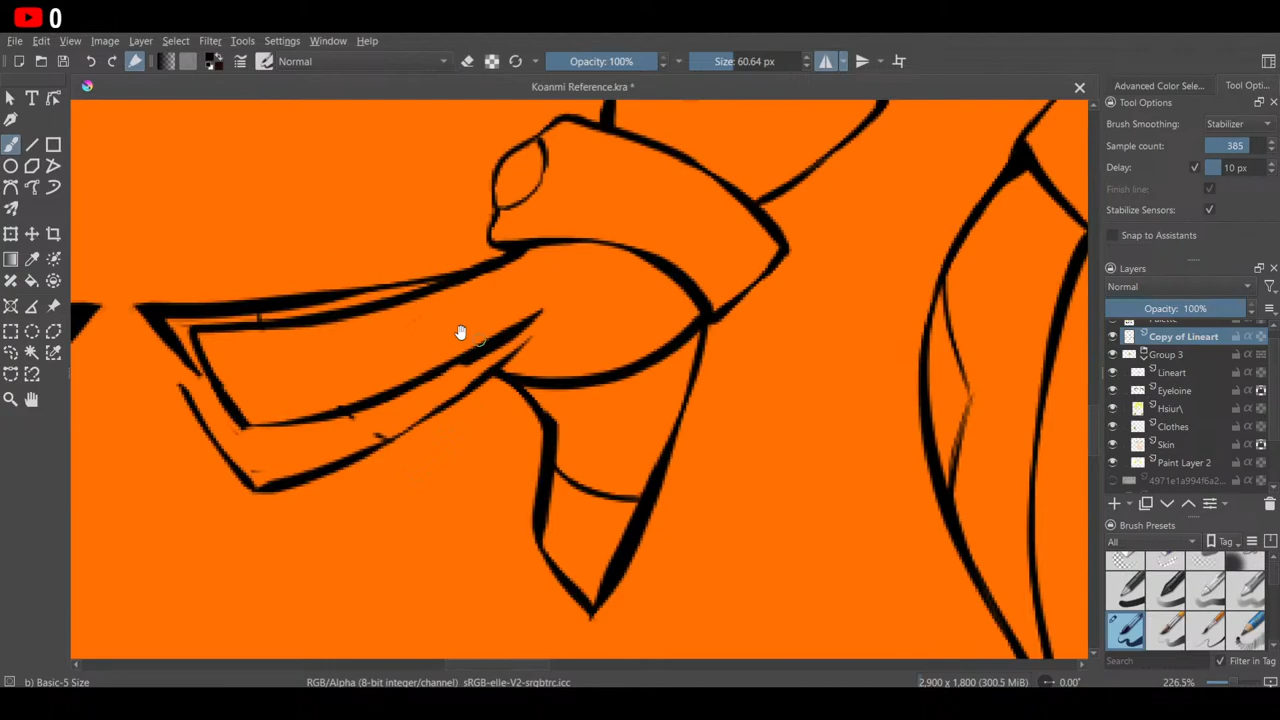 0
File Edit View Image Layer Select Filter Tools Settings Window Help
Normal
Opacity: 100%
Size: 60.64 px
Koanmi Reference.kra *
Advanced Color Sele...
Tool Opti...
Tool Options
Brush Smoothing: Stabilizer
Sample count: 385
Delay: 10 px
Finish line:
Stabilize Sensors:
Snap to Assistants
Layers
Normal
Opacity: 100%
Copy of Lineart
Group 3
Lineart
Eyeloine
Hsiur\
Clothes
Skin
Paint Layer 2
4971e1a994f6a2...
Brush Presets
All
Tag
Search
Filter in Tag
b) Basic-5 Size
RGB/Alpha (8-bit integer/channel) sRGB-elle-V2-srgbtrc.icc
2,900 x 1,800 (300.5 MiB)
0.00°
226.5%